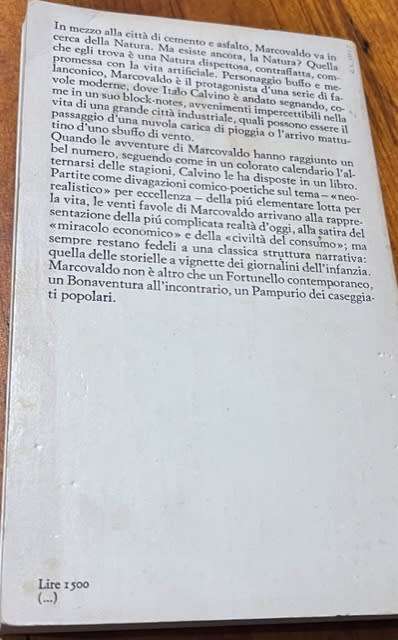 In mezzo alla città di cemento e asfalto, Marcovaldo va in
cerca della Natura. Ma esiste ancora, la Natura? Quella
che egli trova è una Natura dispettosa, contraffatta, com-
promessa con la vita artificiale. Personaggio buffo e me-
lanconico, Marcovaldo è il protagonista d'una serie di fa-
vole moderne, dove Italo Calvino è andato segnando, co-
me in un suo block-notes, avvenimenti impercettibili nella
vita di una grande città industriale, quali possono essere il
passaggio d'una nuvola carica di pioggia o l'arrivo mattu-
tino d'uno sbuffo di vento.
Quando le avventure di Marcovaldo hanno raggiunto un
bel numero, seguendo come in un colorato calendario l'al-
ternarsi delle stagioni, Calvino le ha disposte in un libro.
Partite come divagazioni comico-poetiche sul tema – «neo-
realistico» per eccellenza – della piú elementare lotta per
la vita, le venti favole di Marcovaldo arrivano alla rappre-
sentazione della piú complicata realtà d'oggi, alla satira del
«miracolo economico» e della «civiltà del consumo»; ma
sempre restano fedeli a una classica struttura narrativa:
quella delle storielle a vignette dei giornalini dell'infanzia.
Marcovaldo non è altro che un Fortunello contemporaneo,
un Bonaventura all'incontrario, un Pampurio dei caseggia-
ti popolari.
Lire 1500
(...)